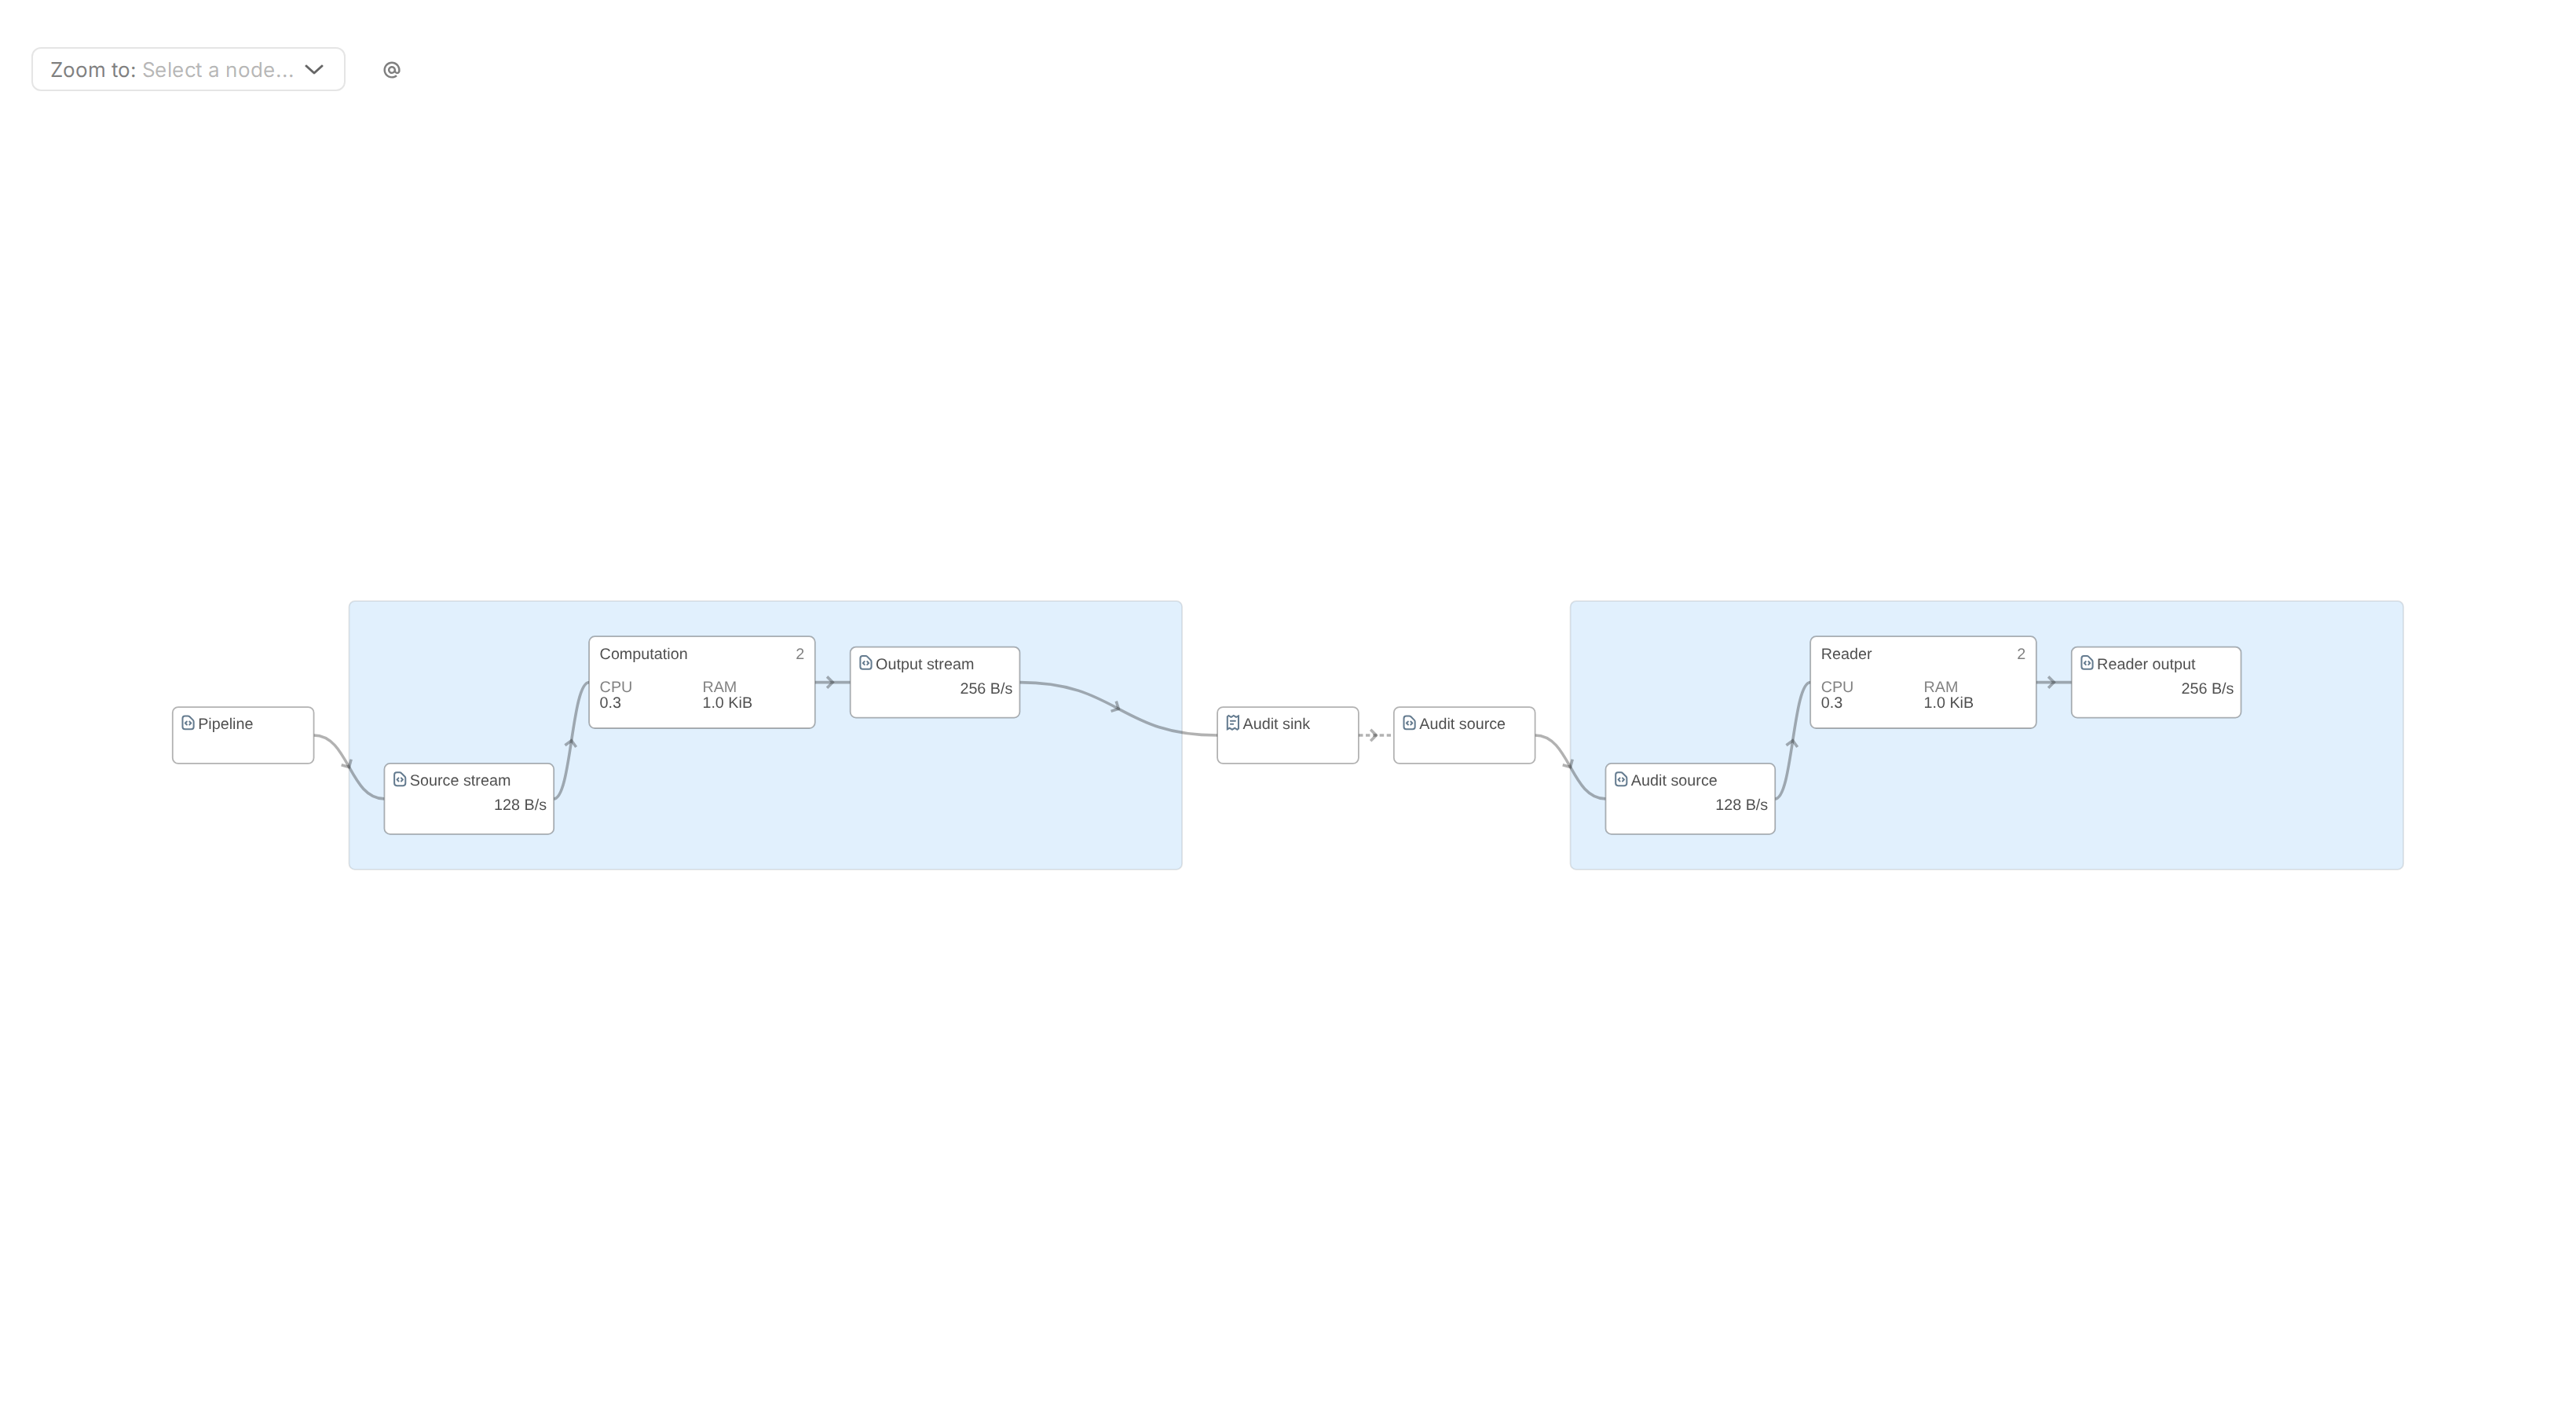 Zoom to: Select a node...
@
Pipeline
Source stream
128 B/s
Computation 2
CPU RAM
0.3 1.0 KiB
Output stream
256 B/s
Audit sink
Audit source
Audit source
128 B/s
Reader 2
CPU RAM
0.3 1.0 KiB
Reader output
256 B/s